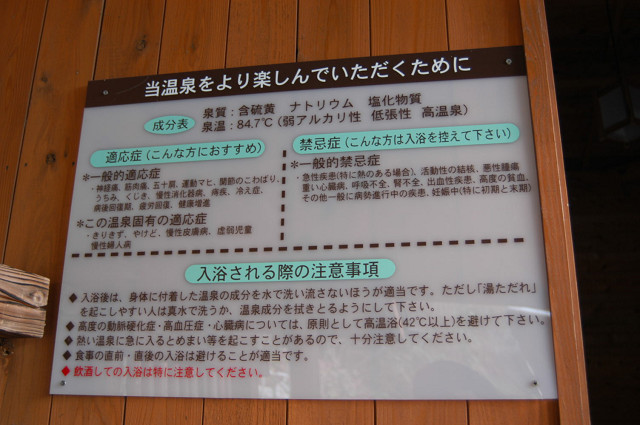 当温泉をより楽しんでいただくために
成分表
泉質:含硫黄 ナトリウム 塩化物質
泉温:84.7℃(弱アルカリ性 低張性 高温泉)
適応症(こんな方におすすめ)
*一般的適応症
・神経痛、筋肉痛、五十肩、運動マヒ、関節のこわばり、
うちみ、くじき、慢性消化器病、痔疾、冷え症、
病後回復期、疲労回復、健康増進
*この温泉固有の適応症
・きりきず、やけど、慢性皮膚病、虚弱児童
慢性婦人病
禁忌症(こんな方は入浴を控えて下さい)
*一般的禁忌症
・急性疾患(特に熱のある場合)、活動性の結核、悪性腫瘍
重い心臓病、呼吸不全、腎不全、出血性疾患、高度の貧血、
その他一般に病勢進行中の疾患、妊娠中(特に初期と末期)
入浴される際の注意事項
◆入浴後は、身体に付着した温泉の成分を水で洗い流さないほうが適当です。ただし「湯ただれ」
を起こしやすい人は真水で洗うか、温泉成分を拭きとるようにして下さい。
◆高度の動脈硬化症・高血圧症・心臓病については、原則として高温浴(42℃以上)を避けて下さい。
◆熱い温泉に急に入るとめまい等を起こすことがあるので、十分注意してください。
◆食事の直前・直後の入浴は避けることが適当です。
◆飲酒しての入浴は特に注意してください。